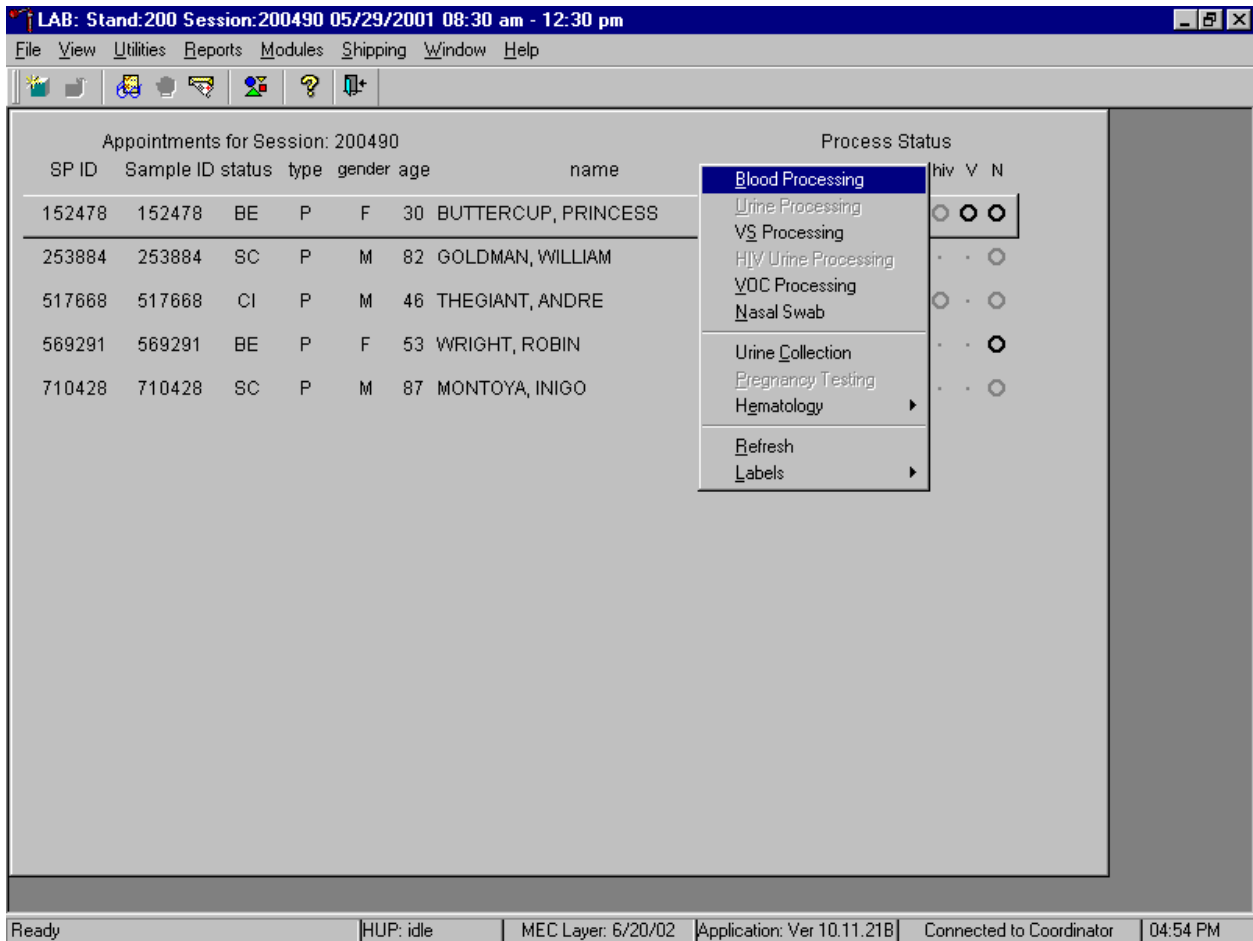 LAB: Stand:200 Session:200490 05/29/2001 08:30 am - 12:30 pm
File View Utilities Reports Modules Shipping Window Help
Appointments for Session: 200490 Process Status
SP ID Sample ID status type gender age name hiv V N
152478 152478 BE P F 30 BUTTERCUP, PRINCESS
253884 253884 SC P M 82 GOLDMAN, WILLIAM
517668 517668 CI P M 46 THEGIANT, ANDRE
569291 569291 BE P F 53 WRIGHT, ROBIN
710428 710428 SC P M 87 MONTOYA, INIGO
Blood Processing
Urine Processing
VS Processing
HIV Urine Processing
VOC Processing
Nasal Swab
Urine Collection
Pregnancy Testing
Hematology
Refresh
Labels
Ready HUP: idle MEC Layer: 6/20/02 Application: Ver 10.11.21B Connected to Coordinator 04:54 PM